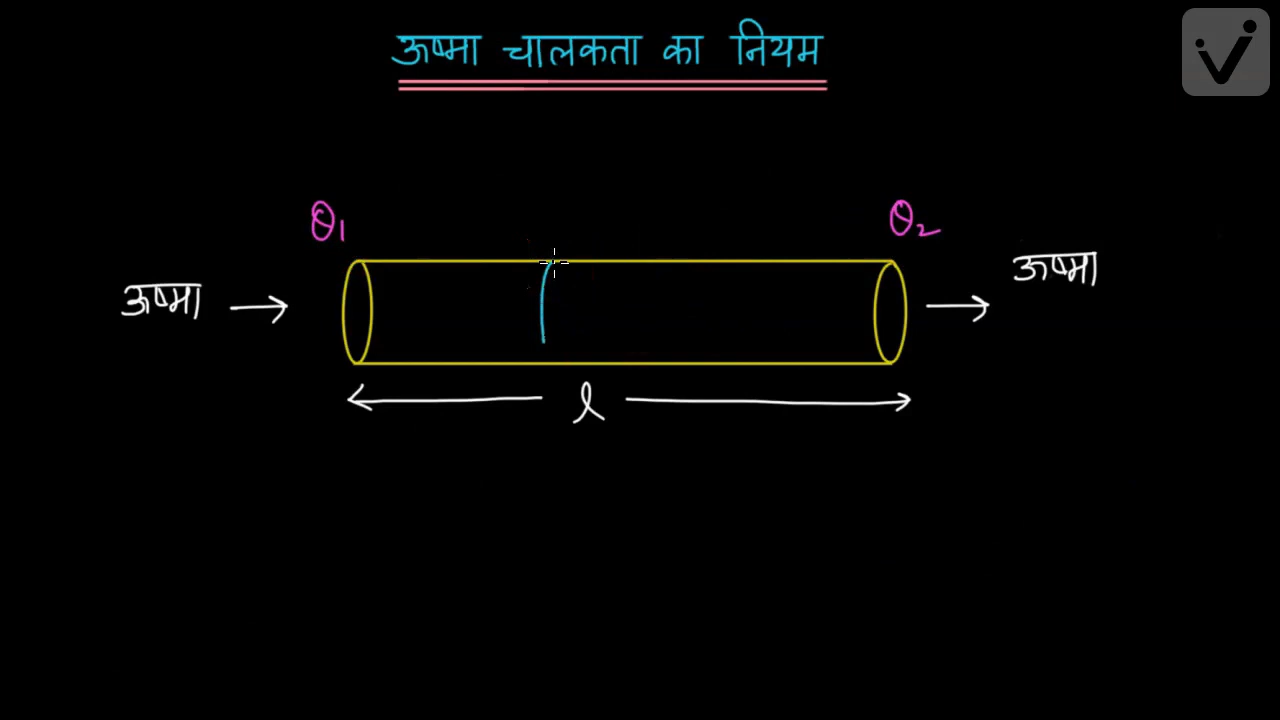 ऊष्मा चालकता का नियम
θ₁
θ₂
ऊष्मा →
→ ऊष्मा
l